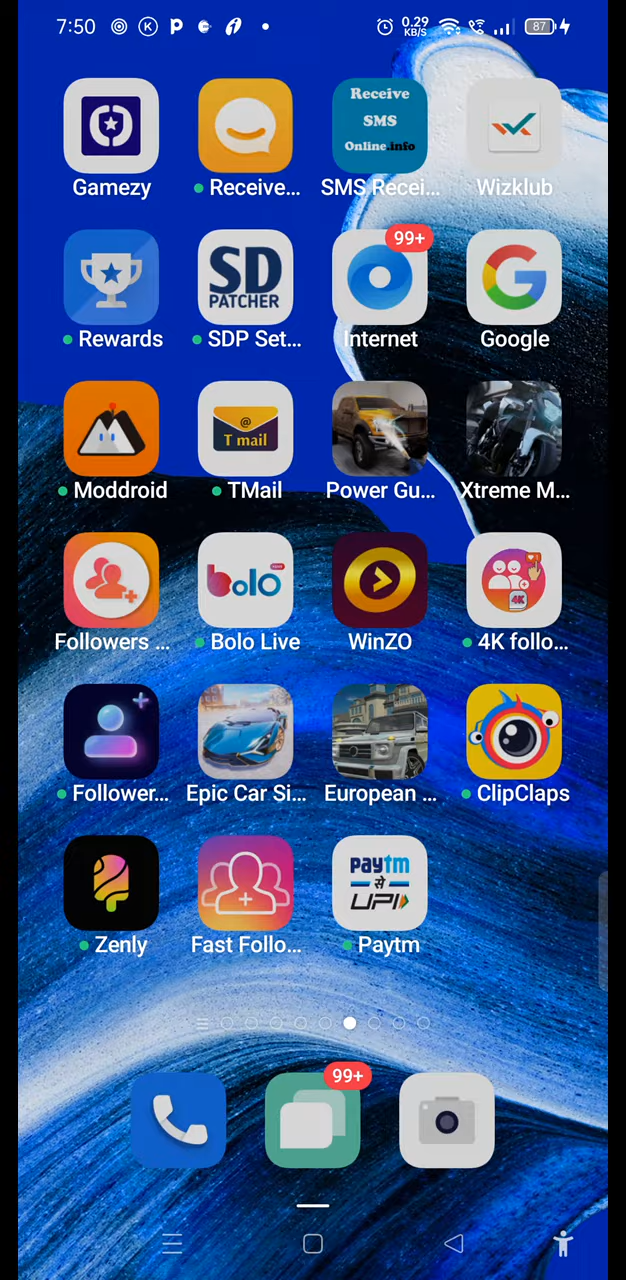 7:50 K P 0.29 KB/S 87
Receive
SMS
Online.info
Gamezy Receive... SMS Recei... Wizklub
99+
SD
PATCHER
Rewards SDP Set... Internet Google
@
T mail
Moddroid TMail Power Gu... Xtreme M...
bolo
4K
Followers ... Bolo Live WinZO 4K follo...
Follower... Epic Car Si... European ... ClipClaps
paytm
से
UPI
Zenly Fast Follo... Paytm
99+